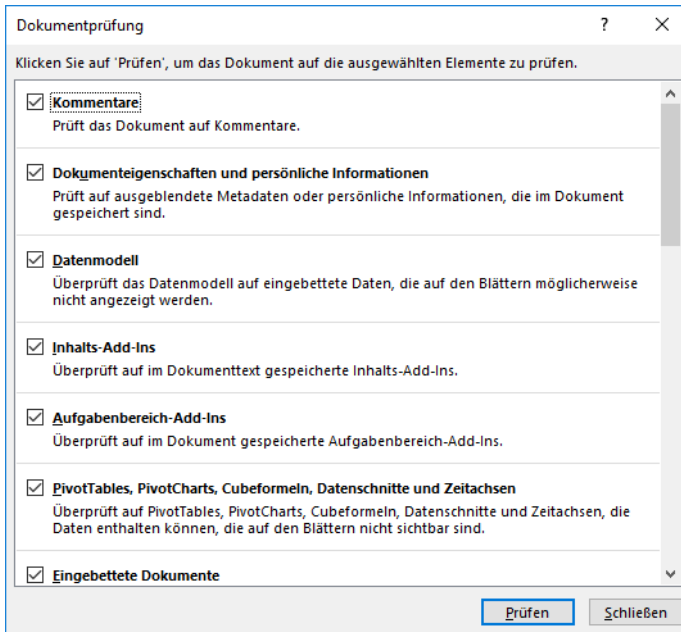 Dokumentprüfung
Klicken Sie auf 'Prüfen', um das Dokument auf die ausgewählten Elemente zu prüfen.
Kommentare
Prüft das Dokument auf Kommentare.
Dokumenteigenschaften und persönliche Informationen
Prüft auf ausgeblendete Metadaten oder persönliche Informationen, die im Dokument
gespeichert sind.
Datenmodell
Überprüft das Datenmodell auf eingebettete Daten, die auf den Blättern möglicherweise
nicht angezeigt werden.
Inhalts-Add-Ins
Überprüft auf im Dokumenttext gespeicherte Inhalts-Add-Ins.
Aufgabenbereich-Add-Ins
Überprüft auf im Dokument gespeicherte Aufgabenbereich-Add-Ins.
PivotTables, PivotCharts, Cubeformeln, Datenschnitte und Zeitachsen
Überprüft auf PivotTables, PivotCharts, Cubeformeln, Datenschnitte und Zeitachsen, die
Daten enthalten können, die auf den Blättern nicht sichtbar sind.
Eingebettete Dokumente
Prüfen Schließen